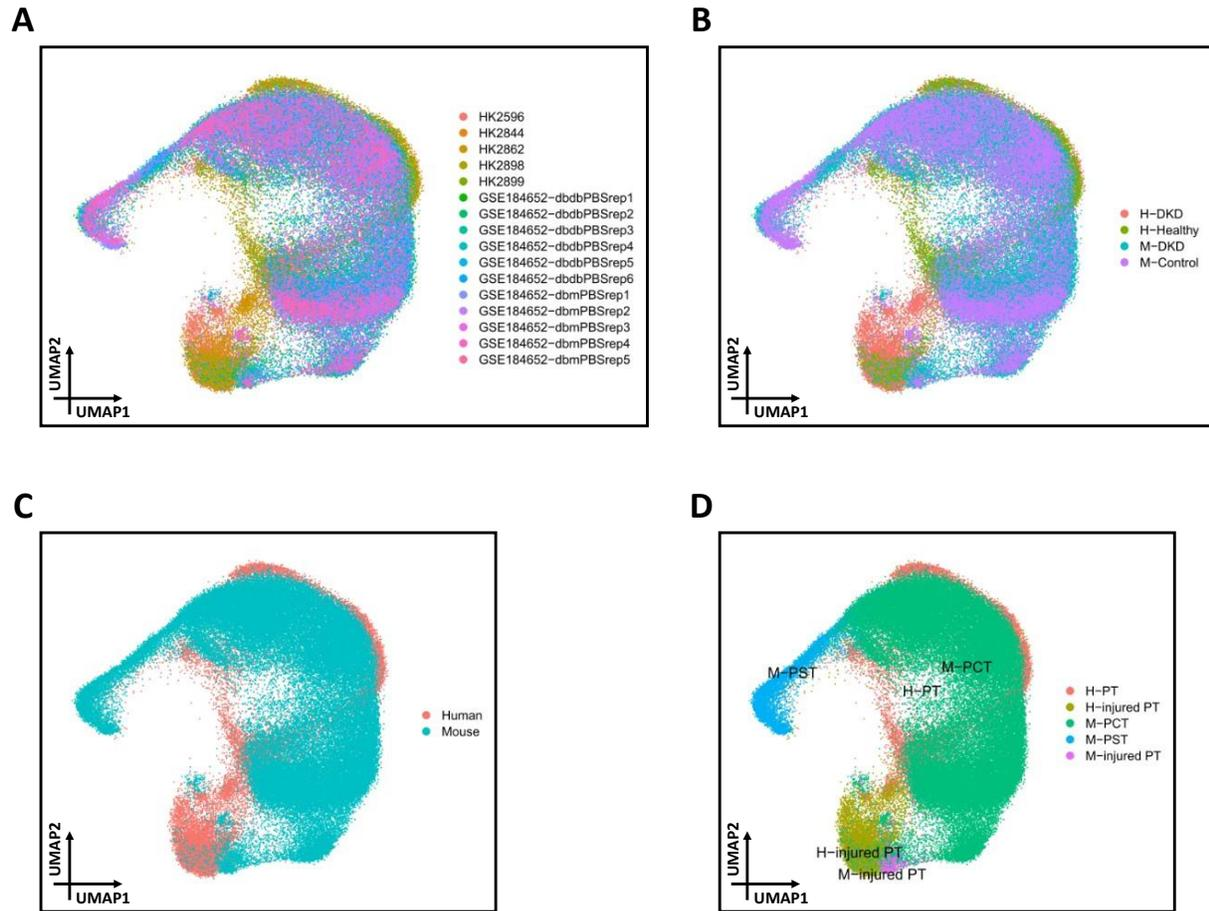 A
HK2596
HK2844
HK2862
HK2898
HK2899
GSE184652-dbdbPBSrep1
GSE184652-dbdbPBSrep2
GSE184652-dbdbPBSrep3
GSE184652-dbdbPBSrep4
GSE184652-dbdbPBSrep5
GSE184652-dbdbPBSrep6
GSE184652-dbmPBSrep1
GSE184652-dbmPBSrep2
GSE184652-dbmPBSrep3
GSE184652-dbmPBSrep4
GSE184652-dbmPBSrep5
UMAP2
UMAP1
B
H-DKD
H-Healthy
M-DKD
M-Control
UMAP2
UMAP1
C
Human
Mouse
UMAP2
UMAP1
D
M-PST
M-PCT
H-PT
H-injured PT
M-injured PT
H-PT
H-injured PT
M-PCT
M-PST
M-injured PT
UMAP2
UMAP1